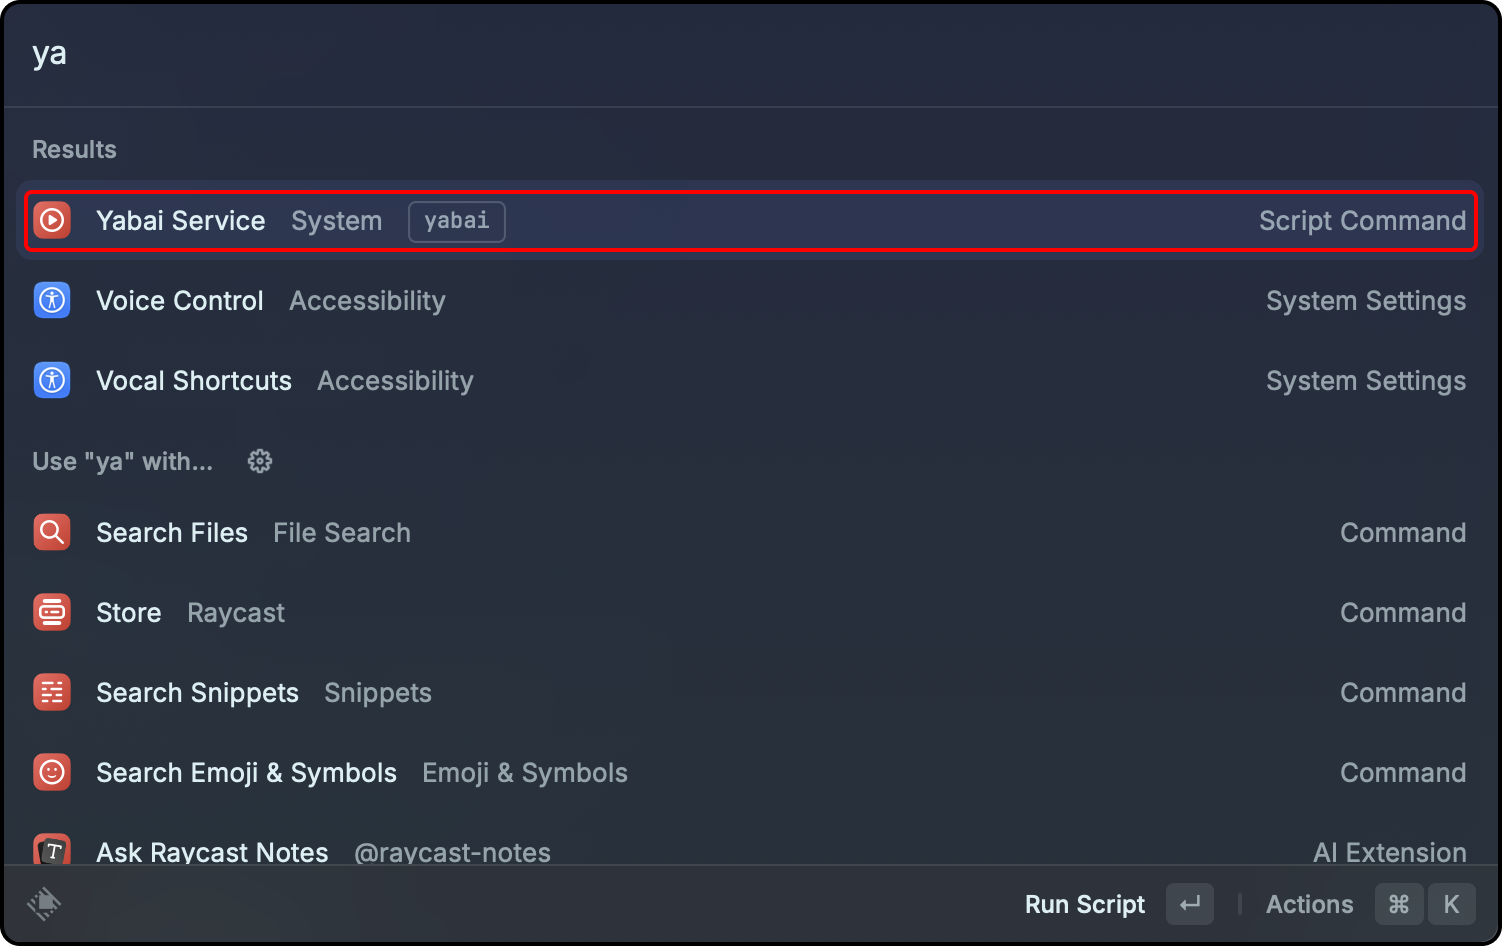 ya
Results
Yabai Service System yabai Script Command
Voice Control Accessibility System Settings
Vocal Shortcuts Accessibility System Settings
Use "ya" with...
Search Files File Search Command
Store Raycast Command
Search Snippets Snippets Command
Search Emoji & Symbols Emoji & Symbols Command
T Ask Raycast Notes @raycast-notes AI Extension
Run Script ↵ Actions ⌘ K